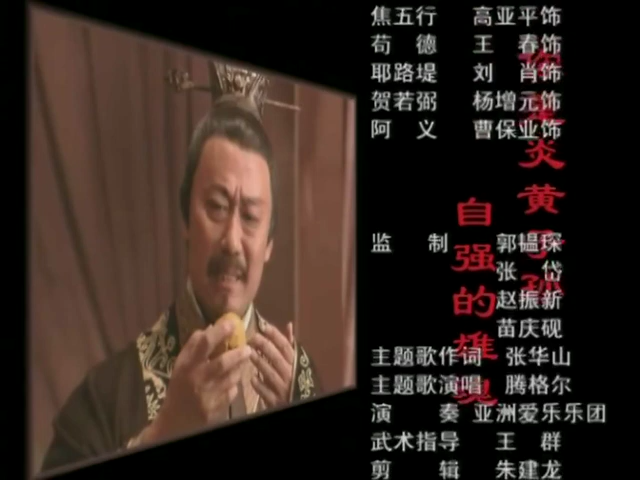 焦五行 高亚平饰
苟 德 王 春饰
耶路堤 刘 肖饰
贺若弼 杨增元饰
阿 义 曹保业饰
监 制 郭韫琛
张 岱
赵振新
苗庆砚
主题歌作词 张华山
主题歌演唱 腾格尔
演 奏 亚洲爱乐乐团
武术指导 王 群
剪 辑 朱建龙
炎黄子孙
自强的雄